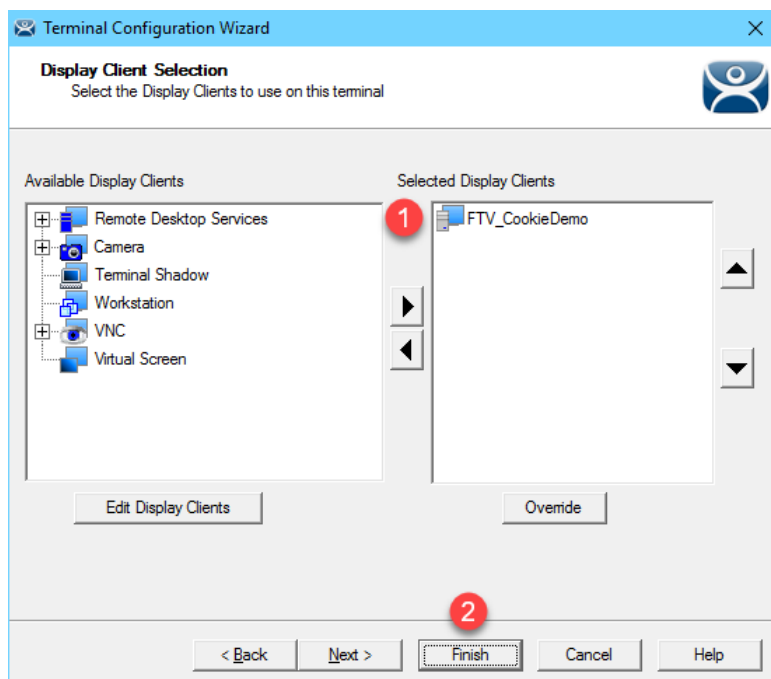 Terminal Configuration Wizard
Display Client Selection
Select the Display Clients to use on this terminal
Available Display Clients
Selected Display Clients
Remote Desktop Services
Camera
Terminal Shadow
Workstation
VNC
Virtual Screen
1
FTV_CookieDemo
Edit Display Clients
Override
2
< Back
Next >
Finish
Cancel
Help